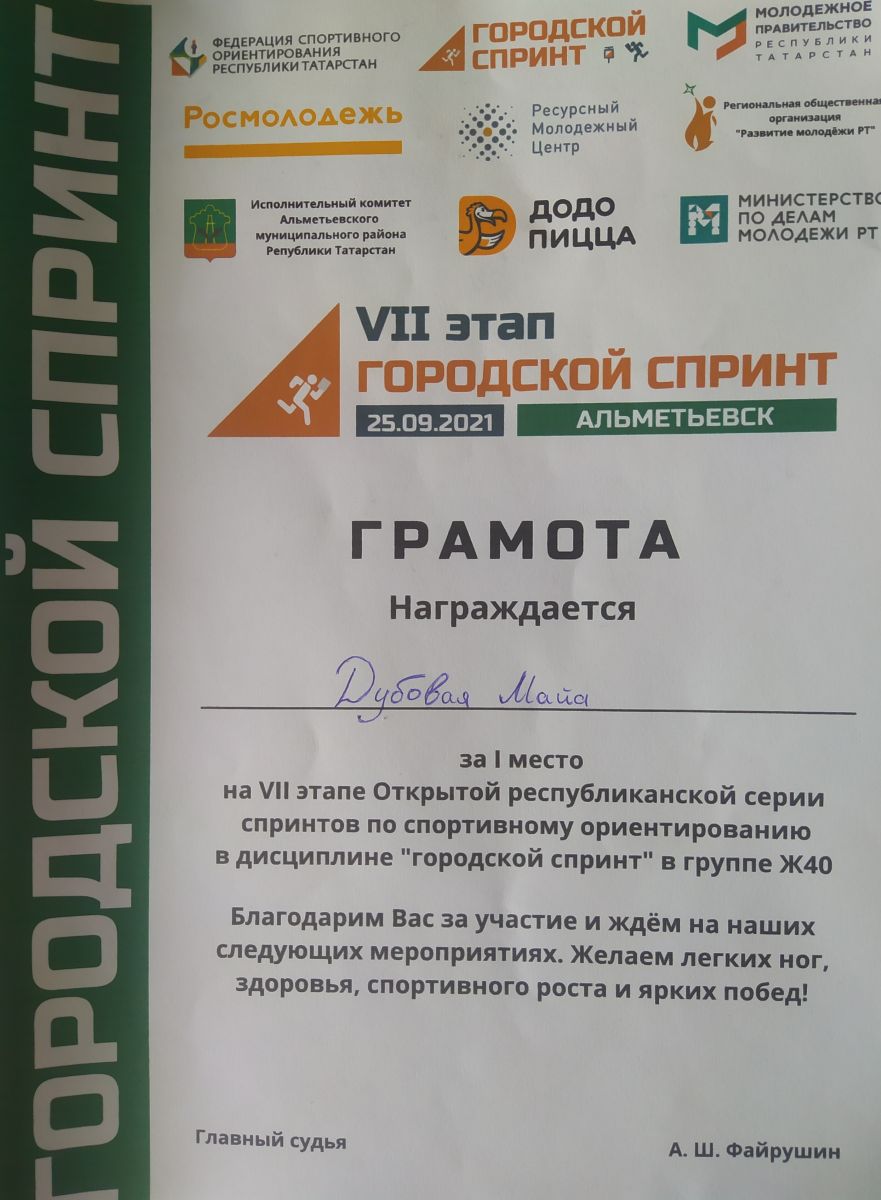 ГОРОДСКОЙ СПРИНТ
ФЕДЕРАЦИЯ СПОРТИВНОГО
ОРИЕНТИРОВАНИЯ
РЕСПУБЛИКИ ТАТАРСТАН
ГОРОДСКОЙ
СПРИНТ
МОЛОДЕЖНОЕ
ПРАВИТЕЛЬСТВО
РЕСПУБЛИКИ
ТАТАРСТАН
Росмолодежь
Ресурсный
Молодежный
Центр
Региональная общественная
организация
"Развитие молодёжи РТ"
Исполнительный комитет
Альметьевского
муниципального района
Републики Татарстан
ДОДО
ПИЦЦА
МИНИСТЕРСТВО
ПО ДЕЛАМ
МОЛОДЕЖИ РТ
VII этап
ГОРОДСКОЙ СПРИНТ
25.09.2021 АЛЬМЕТЬЕВСК
ГРАМОТА
Награждается
Дубовая Майа
за I место
на VII этапе Открытой республиканской серии
спринтов по спортивному ориентированию
в дисциплине "городской спринт" в группе Ж40
Благодарим Вас за участие и ждём на наших
следующих мероприятиях. Желаем легких ног,
здоровья, спортивного роста и ярких побед!
Главный судья А. Ш. Файрушин